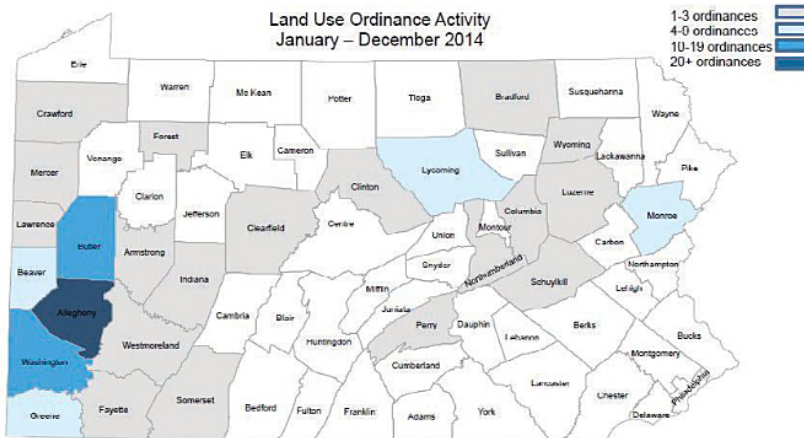 Land Use Ordinance Activity
January – December 2014
1-3 ordinances
4-9 ordinances
10-19 ordinances
20+ ordinances
Erie
Warren
Mc Kean
Potter
Tioga
Bradford
Susquehanna
Wayne
Crawford
Forest
Wyoming
Lackawanna
Pike
Mercer
Venango
Elk
Cameron
Sullivan
Lycoming
Clarion
Clinton
Luzerne
Monroe
Lawrence
Jefferson
Clearfield
Centre
Columbia
Montour
Union
Carbon
Butler
Armstrong
Snyder
Northumberland
Northampton
Beaver
Indiana
Mifflin
Schuylkill
Lehigh
Allegheny
Cambria
Blair
Juniata
Perry
Dauphin
Lebanon
Berks
Bucks
Westmoreland
Huntingdon
Montgomery
Washington
Cumberland
Lancaster
Philadelphia
Greene
Fayette
Somerset
Bedford
Fulton
Franklin
Adams
York
Chester
Delaware